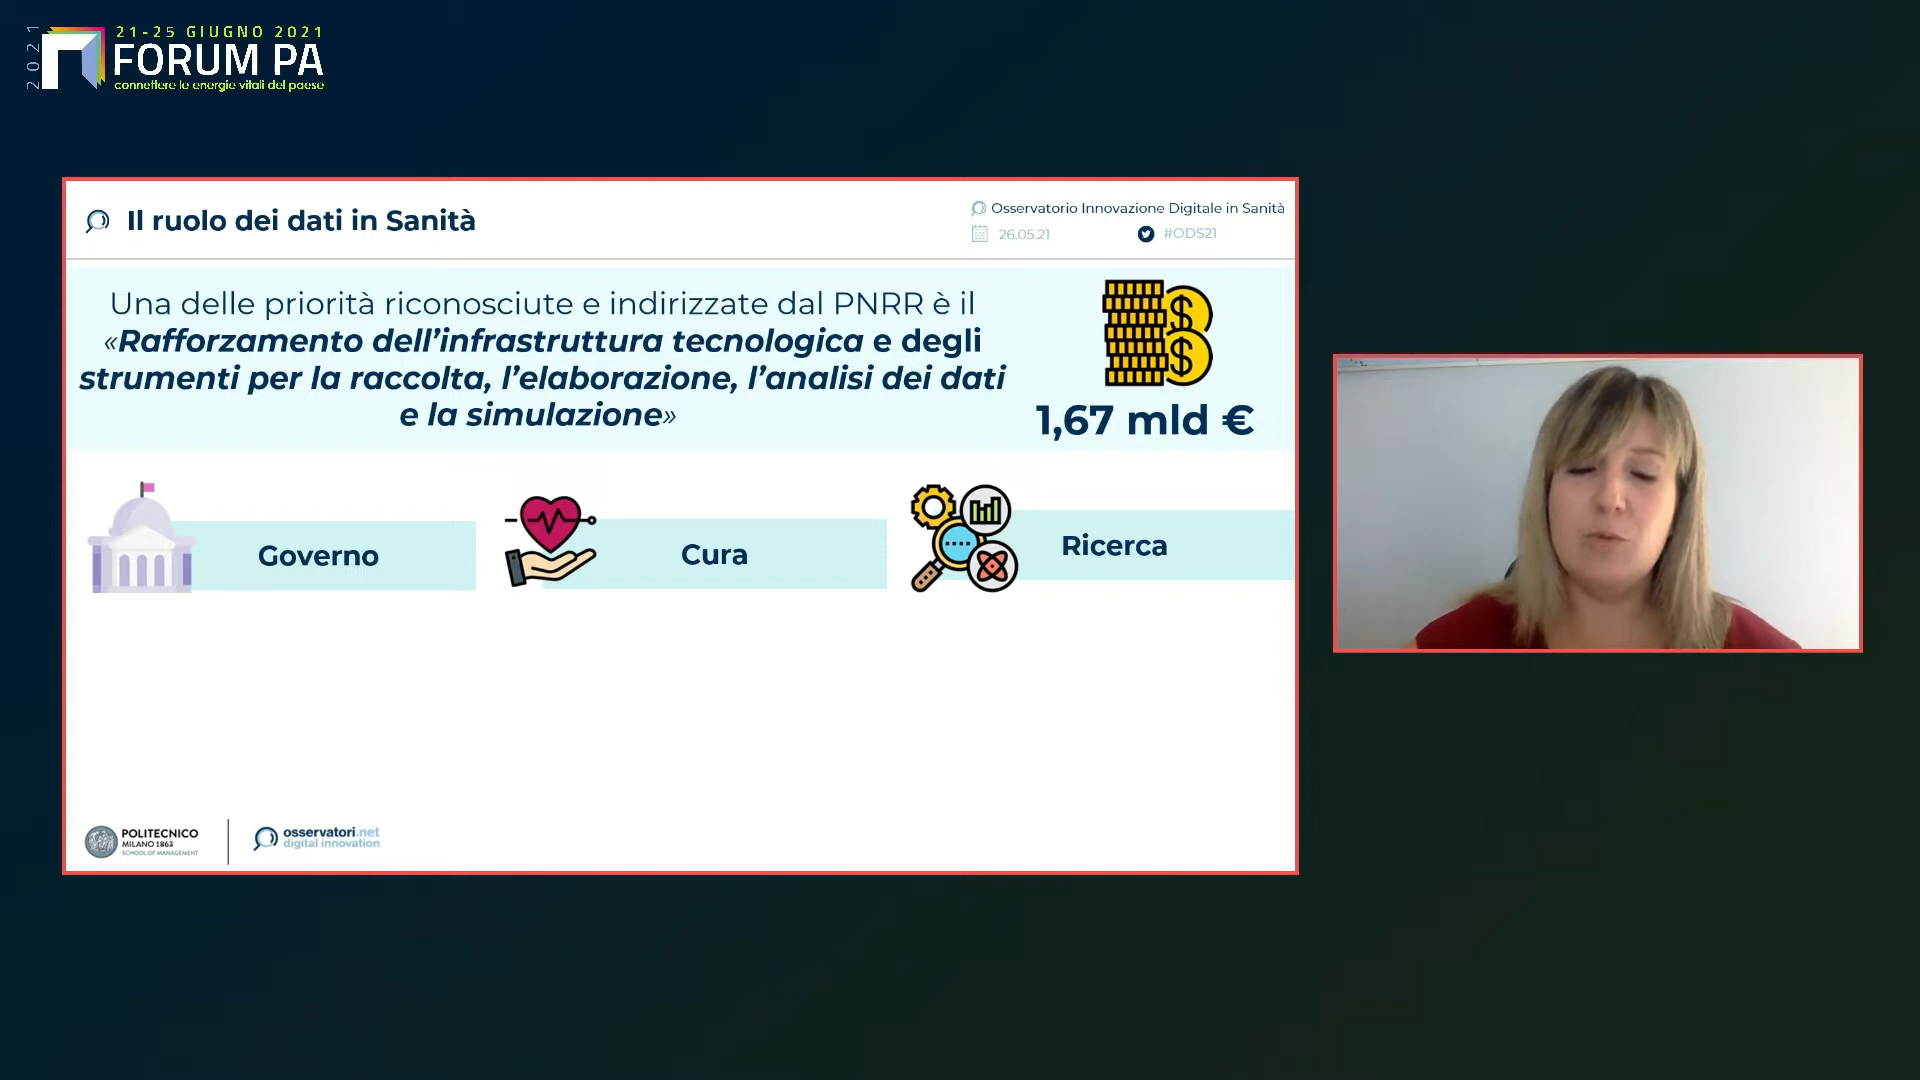 2021
21-25 GIUGNO 2021
FORUM PA
connettere le energie vitali del paese
Il ruolo dei dati in Sanità
Osservatorio Innovazione Digitale in Sanità
26.05.21
#ODS21
Una delle priorità riconosciute e indirizzate dal PNRR è il
«Rafforzamento dell’infrastruttura tecnologica e degli
strumenti per la raccolta, l’elaborazione, l’analisi dei dati
e la simulazione»
1,67 mld €
Governo
Cura
Ricerca
POLITECNICO
MILANO 1863
SCHOOL OF MANAGEMENT
osservatori.net
digital innovation